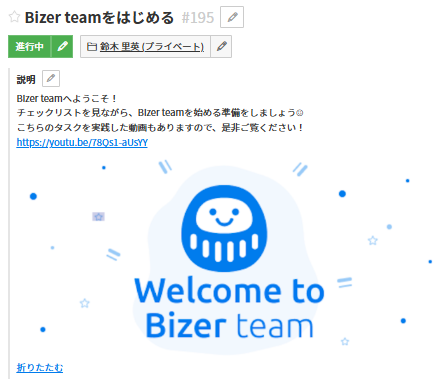 Bizer teamをはじめる #195
進行中 鈴木 里英 (プライベート)
説明
Bizer teamへようこそ！
チェックリストを見ながら、Bizer teamを始める準備をしましょう☺
こちらのタスクを実践した動画もありますので、是非ご覧ください！
https://youtu.be/78Qs1-aUsYY
Welcome to
Bizer team
折りたたむ